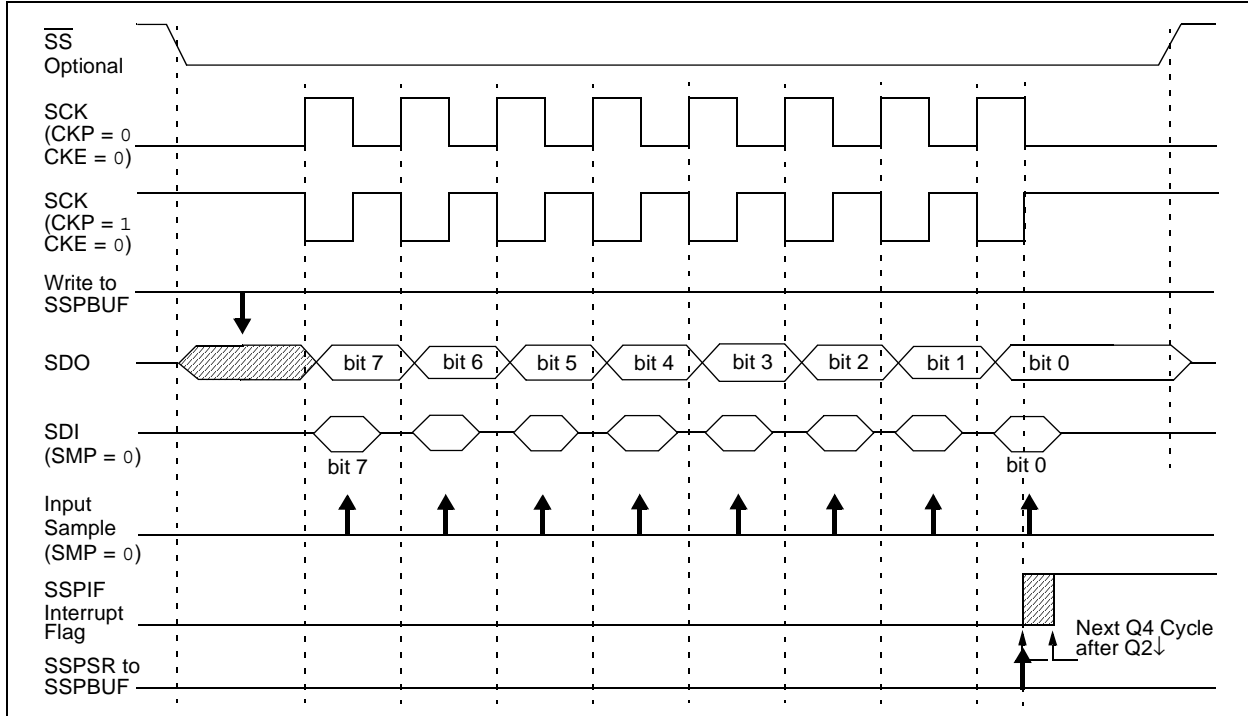 SS
Optional
SCK
(CKP = 0
CKE = 0)
SCK
(CKP = 1
CKE = 0)
Write to
SSPBUF
SDO
bit 7 bit 6 bit 5 bit 4 bit 3 bit 2 bit 1 bit 0
SDI
(SMP = 0)
bit 7 bit 0
Input
Sample
(SMP = 0)
SSPIF
Interrupt
Flag
Next Q4 Cycle
after Q2↓
SSPSR to
SSPBUF